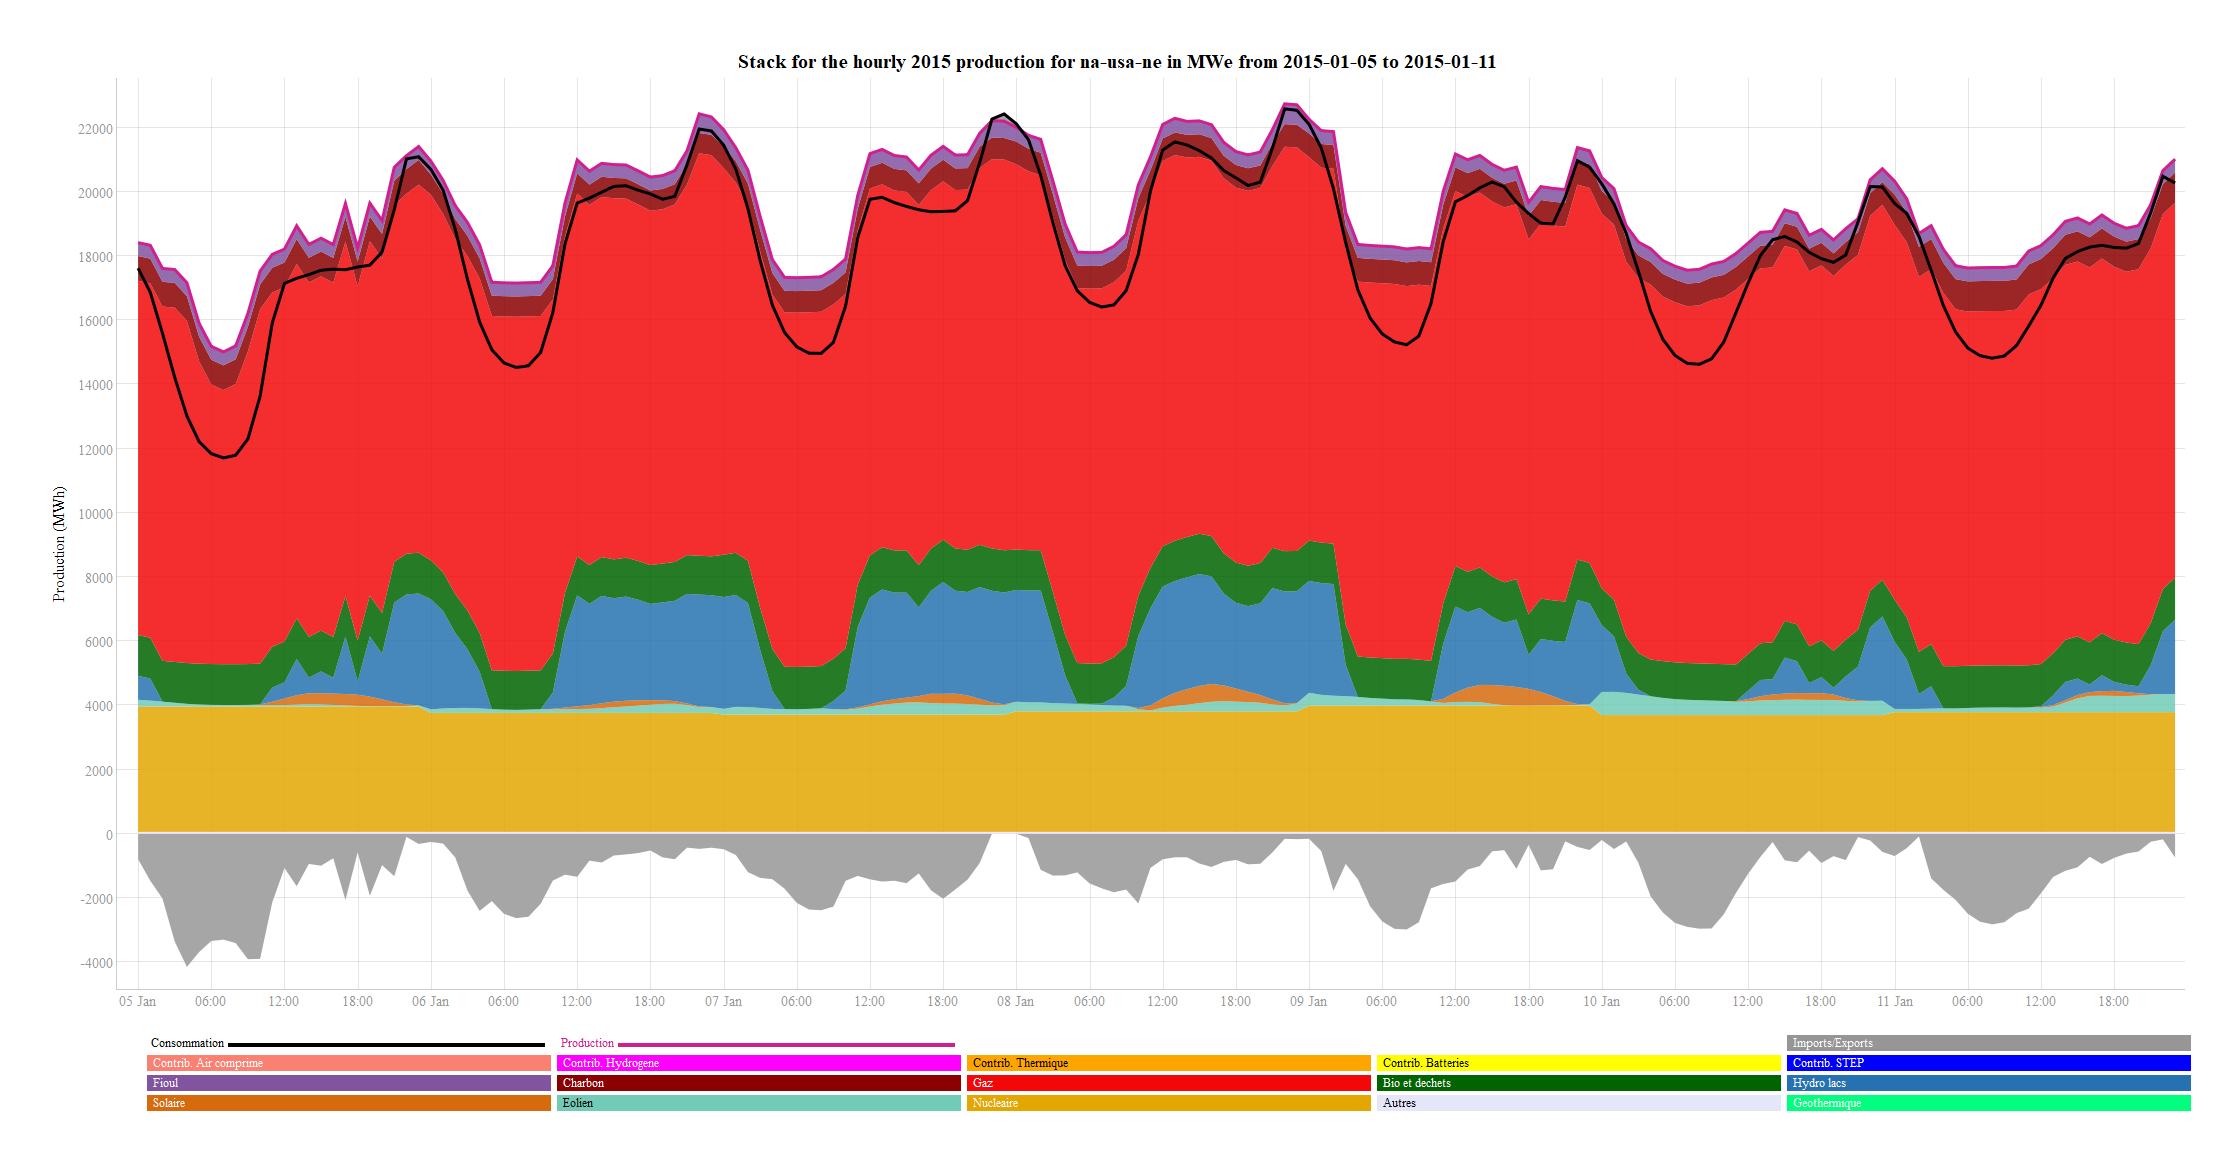 Stack for the hourly 2015 production for na-usa-ne in MWe from 2015-01-05 to 2015-01-11
Production (MWh)
22000
20000
18000
16000
14000
12000
10000
8000
6000
4000
2000
0
-2000
-4000
05 Jan 06:00 12:00 18:00 06 Jan 06:00 12:00 18:00 07 Jan 06:00 12:00 18:00 08 Jan 06:00 12:00 18:00 09 Jan 06:00 12:00 18:00 10 Jan 06:00 12:00 18:00 11 Jan 06:00 12:00 18:00
Consommation Production Imports/Exports
Contrib. Air comprime Contrib. Hydrogene Contrib. Thermique Contrib. Batteries Contrib. STEP
Fioul Charbon Gaz Bio et dechets Hydro lacs
Solaire Eolien Nucleaire Autres Geothermique